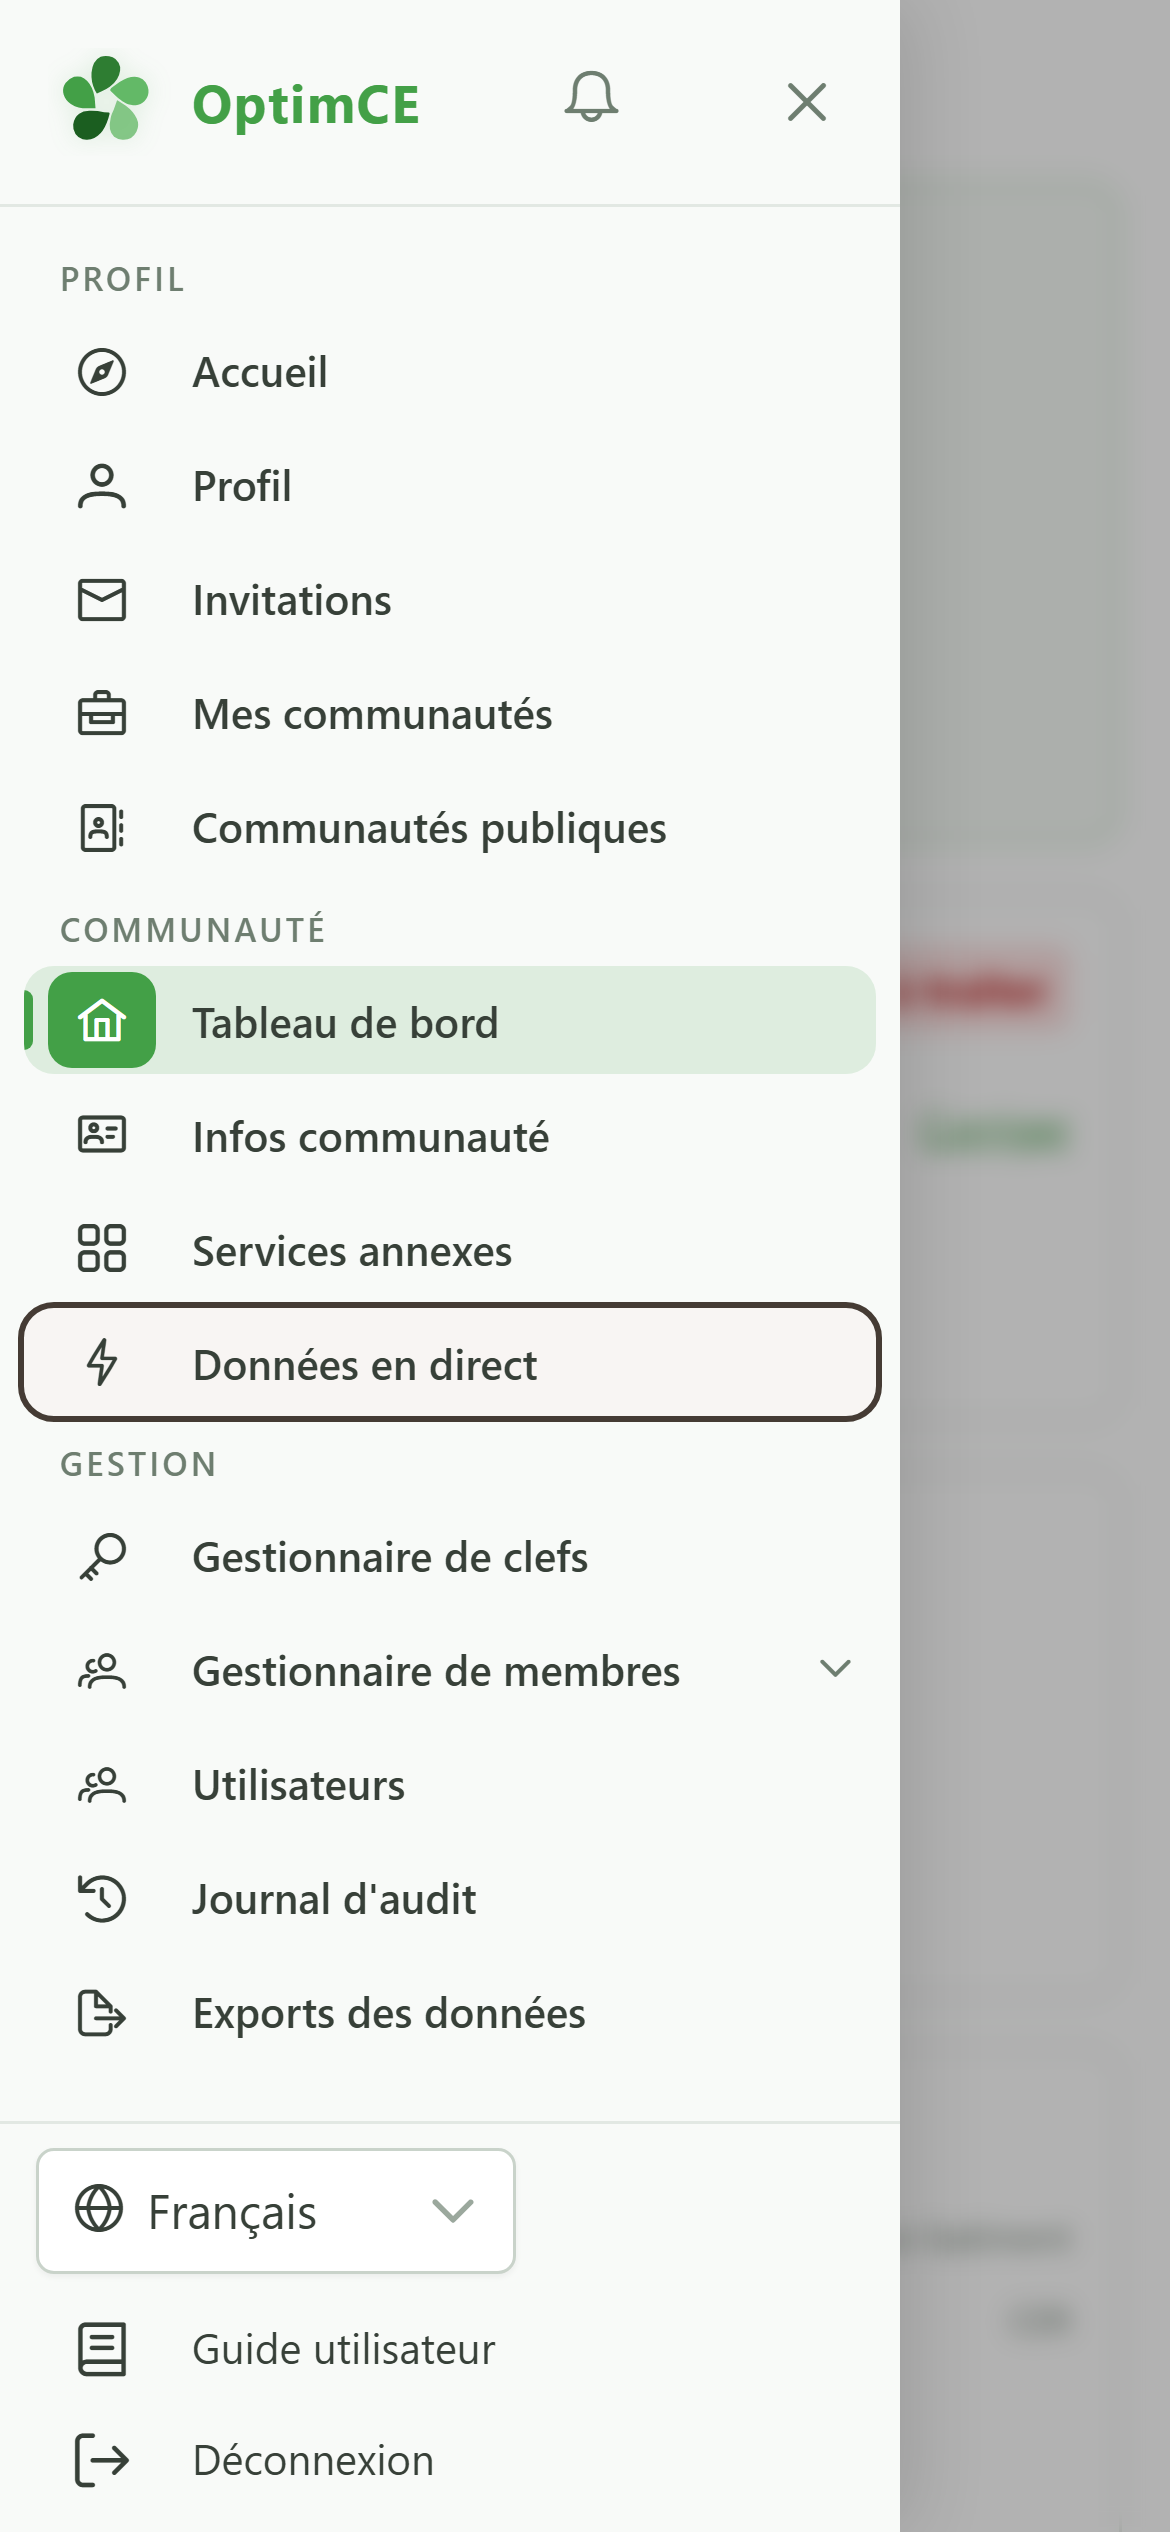 OptimCE
PROFIL
Accueil
Profil
Invitations
Mes communautés
Communautés publiques
COMMUNAUTÉ
Tableau de bord
Infos communauté
Services annexes
Données en direct
GESTION
Gestionnaire de clefs
Gestionnaire de membres
Utilisateurs
Journal d'audit
Exports des données
Français
Guide utilisateur
Déconnexion